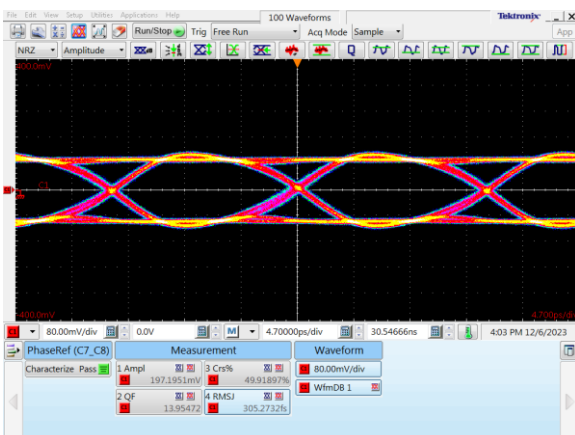 File Edit View Setup Utilities Applications Help
100 Waveforms
Tektronix
Run/Stop Trig Free Run Acq Mode Sample App
NRZ Amplitude Q
400.0mV
C1
-400.0mV
4.700ps/div
80.00mV/div 0.0V M 4.70000ps/div 30.54666ns 4:03 PM 12/6/2023
PhaseRef (C7_C8) Measurement Waveform
Characterize Pass 1 Ampl 3 Crs% 80.00mV/div
197.1951mV 49.91897%
WfmDB 1
2 QF 4 RMSJ
13.95472 305.2732fs